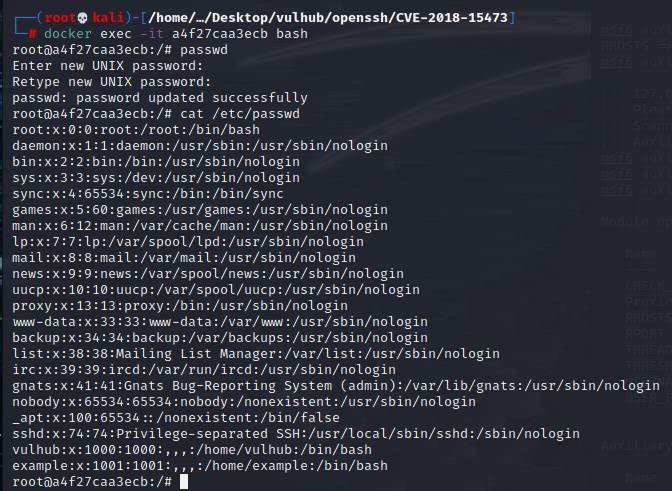 ┌──(root💀kali)-[/home/…/Desktop/vulhub/openssh/CVE-2018-15473]
└─# docker exec -it a4f27caa3ecb bash
root@a4f27caa3ecb:/# passwd
Enter new UNIX password:
Retype new UNIX password:
passwd: password updated successfully
root@a4f27caa3ecb:/# cat /etc/passwd
root:x:0:0:root:/root:/bin/bash
daemon:x:1:1:daemon:/usr/sbin:/usr/sbin/nologin
bin:x:2:2:bin:/bin:/usr/sbin/nologin
sys:x:3:3:sys:/dev:/usr/sbin/nologin
sync:x:4:65534:sync:/bin:/bin/sync
games:x:5:60:games:/usr/games:/usr/sbin/nologin
man:x:6:12:man:/var/cache/man:/usr/sbin/nologin
lp:x:7:7:lp:/var/spool/lpd:/usr/sbin/nologin
mail:x:8:8:mail:/var/mail:/usr/sbin/nologin
news:x:9:9:news:/var/spool/news:/usr/sbin/nologin
uucp:x:10:10:uucp:/var/spool/uucp:/usr/sbin/nologin
proxy:x:13:13:proxy:/bin:/usr/sbin/nologin
www-data:x:33:33:www-data:/var/www:/usr/sbin/nologin
backup:x:34:34:backup:/var/backups:/usr/sbin/nologin
list:x:38:38:Mailing List Manager:/var/list:/usr/sbin/nologin
irc:x:39:39:ircd:/var/run/ircd:/usr/sbin/nologin
gnats:x:41:41:Gnats Bug-Reporting System (admin):/var/lib/gnats:/usr/sbin/nologin
nobody:x:65534:65534:nobody:/nonexistent:/usr/sbin/nologin
_apt:x:100:65534::/nonexistent:/bin/false
sshd:x:74:74:Privilege-separated SSH:/usr/local/sbin/sshd:/sbin/nologin
vulhub:x:1000:1000:,,,:/home/vulhub:/bin/bash
example:x:1001:1001:,,,:/home/example:/bin/bash
root@a4f27caa3ecb:/#